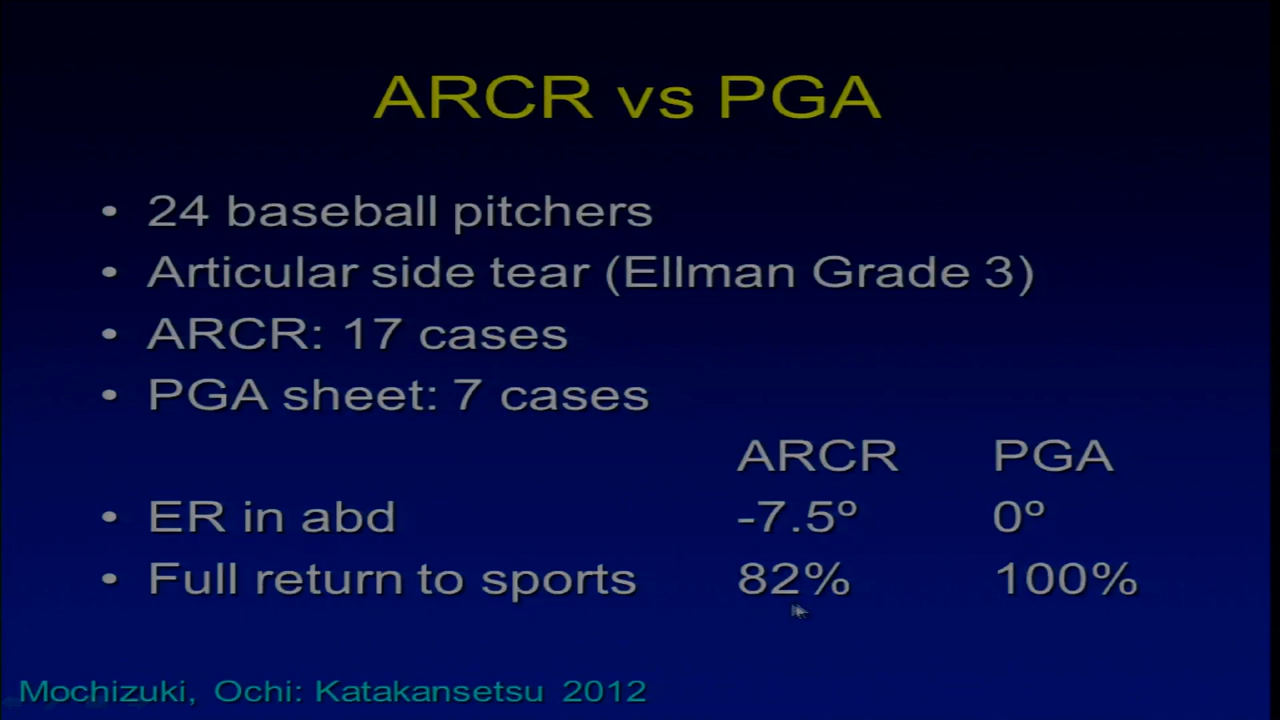 ARCR vs PGA
• 24 baseball pitchers
• Articular side tear (Ellman Grade 3)
• ARCR: 17 cases
• PGA sheet: 7 cases
ARCR PGA
• ER in abd -7.5º 0º
• Full return to sports 82% 100%
Mochizuki, Ochi: Katakansetsu 2012